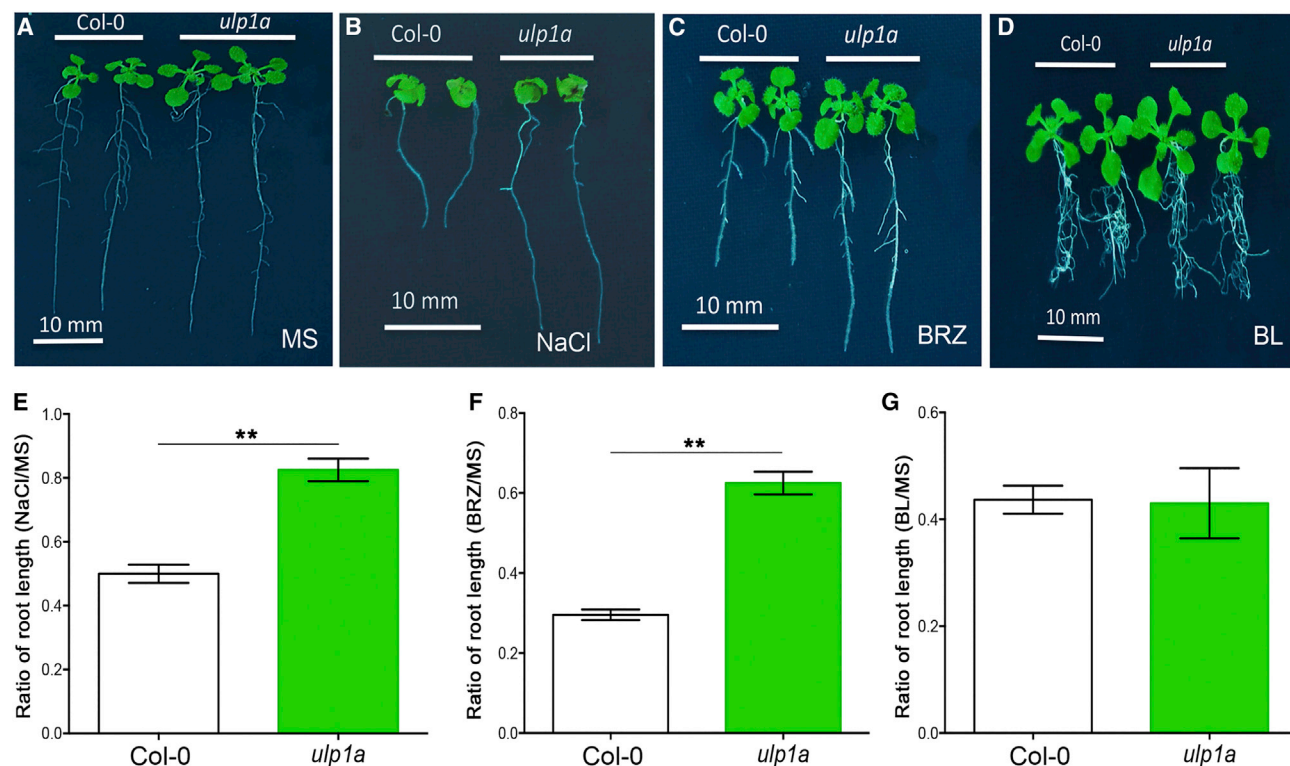 A
Col-0
ulp1a
10 mm
MS
B
Col-0
ulp1a
10 mm
NaCl
C
Col-0
ulp1a
10 mm
BRZ
D
Col-0
ulp1a
10 mm
BL
E
Ratio of root length (NaCl/MS)
1.0
0.8
0.6
0.4
0.2
0.0
**
Col-0
ulp1a
F
Ratio of root length (BRZ/MS)
0.8
0.6
0.4
0.2
0.0
**
Col-0
ulp1a
G
Ratio of root length (BL/MS)
0.6
0.4
0.2
0.0
Col-0
ulp1a